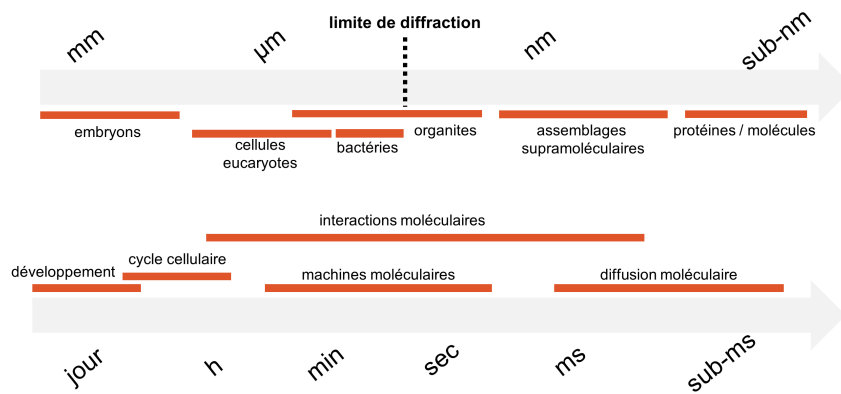 limite de diffraction
mm
µm
nm
sub-nm
embryons
cellules
eucaryotes
bactéries
organites
assemblages
supramoléculaires
protéines / molécules
interactions moléculaires
développement
cycle cellulaire
machines moléculaires
diffusion moléculaire
jour
h
min
sec
ms
sub-ms